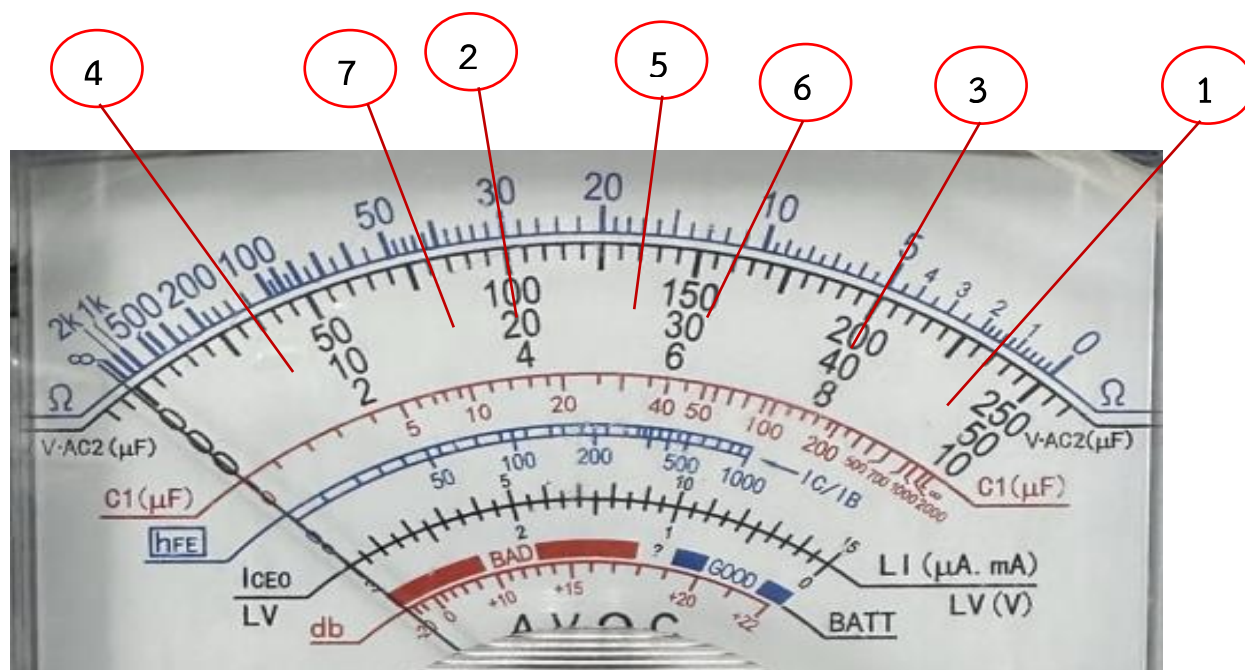 4 7 2 5 6 3 1
∞ 2k 1k 500 200 100 50 30 20 10 5 4 3 2 1 0
Ω Ω
0 50 100 150 200 250
0 10 20 30 40 50
0 2 4 6 8 10
V·AC2(μF) V·AC2(μF)
C1(μF) 0 5 10 20 40 50 100 200 500 700 1000 2000 ∞ C1(μF)
hFE 50 100 200 500 1000 IC/IB
ICEO 5 10 15 LI (μA. mA)
LV 2 1 0 LV (V)
BAD ? GOOD BATT
db 0 +10 +15 +20 +22